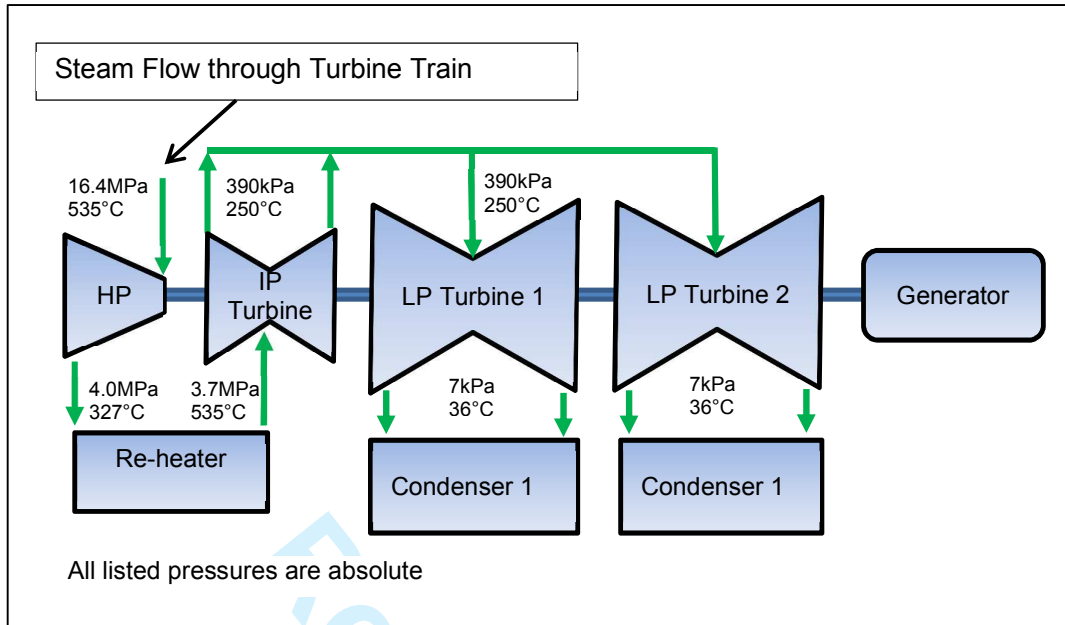 Steam Flow through Turbine Train
16.4MPa
535°C
390kPa
250°C
390kPa
250°C
HP
IP
Turbine
LP Turbine 1
LP Turbine 2
Generator
4.0MPa
327°C
3.7MPa
535°C
7kPa
36°C
7kPa
36°C
Re-heater
Condenser 1
Condenser 1
All listed pressures are absolute